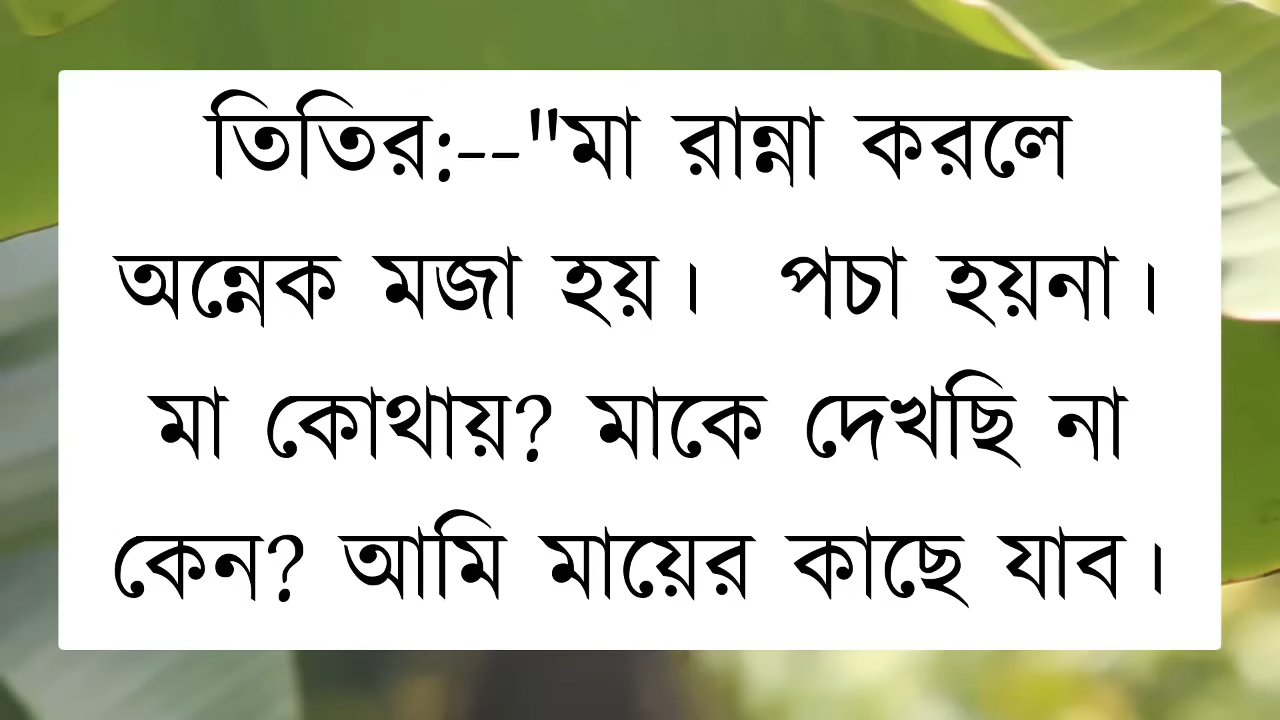 তিতির:--"মা রান্না করলে
অন্নেক মজা হয়। পচা হয়না।
মা কোথায়? মাকে দেখছি না
কেন? আমি মায়ের কাছে যাব।